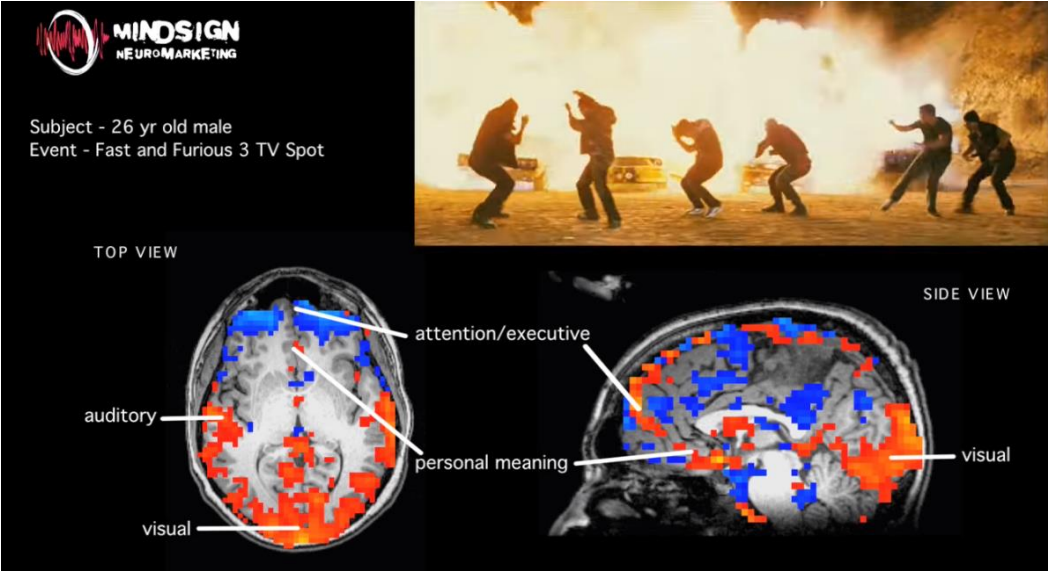 MINDSIGN
NEUROMARKETING
Subject - 26 yr old male
Event - Fast and Furious 3 TV Spot
TOP VIEW
SIDE VIEW
attention/executive
auditory
personal meaning
visual
visual